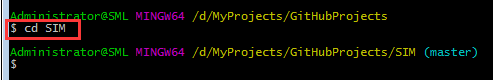 Administrator@SML MINGW64 /d/MyProjects/GitHubProjects
$ cd SIM
Administrator@SML MINGW64 /d/MyProjects/GitHubProjects/SIM (master)
$